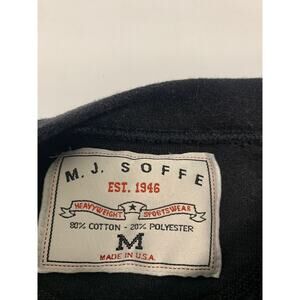 M. J. SOFFE
EST. 1946
HEAVYWEIGHT ★ SPORTSWEAR
80% COTTON - 20% POLYESTER
M
MADE IN U.S.A.